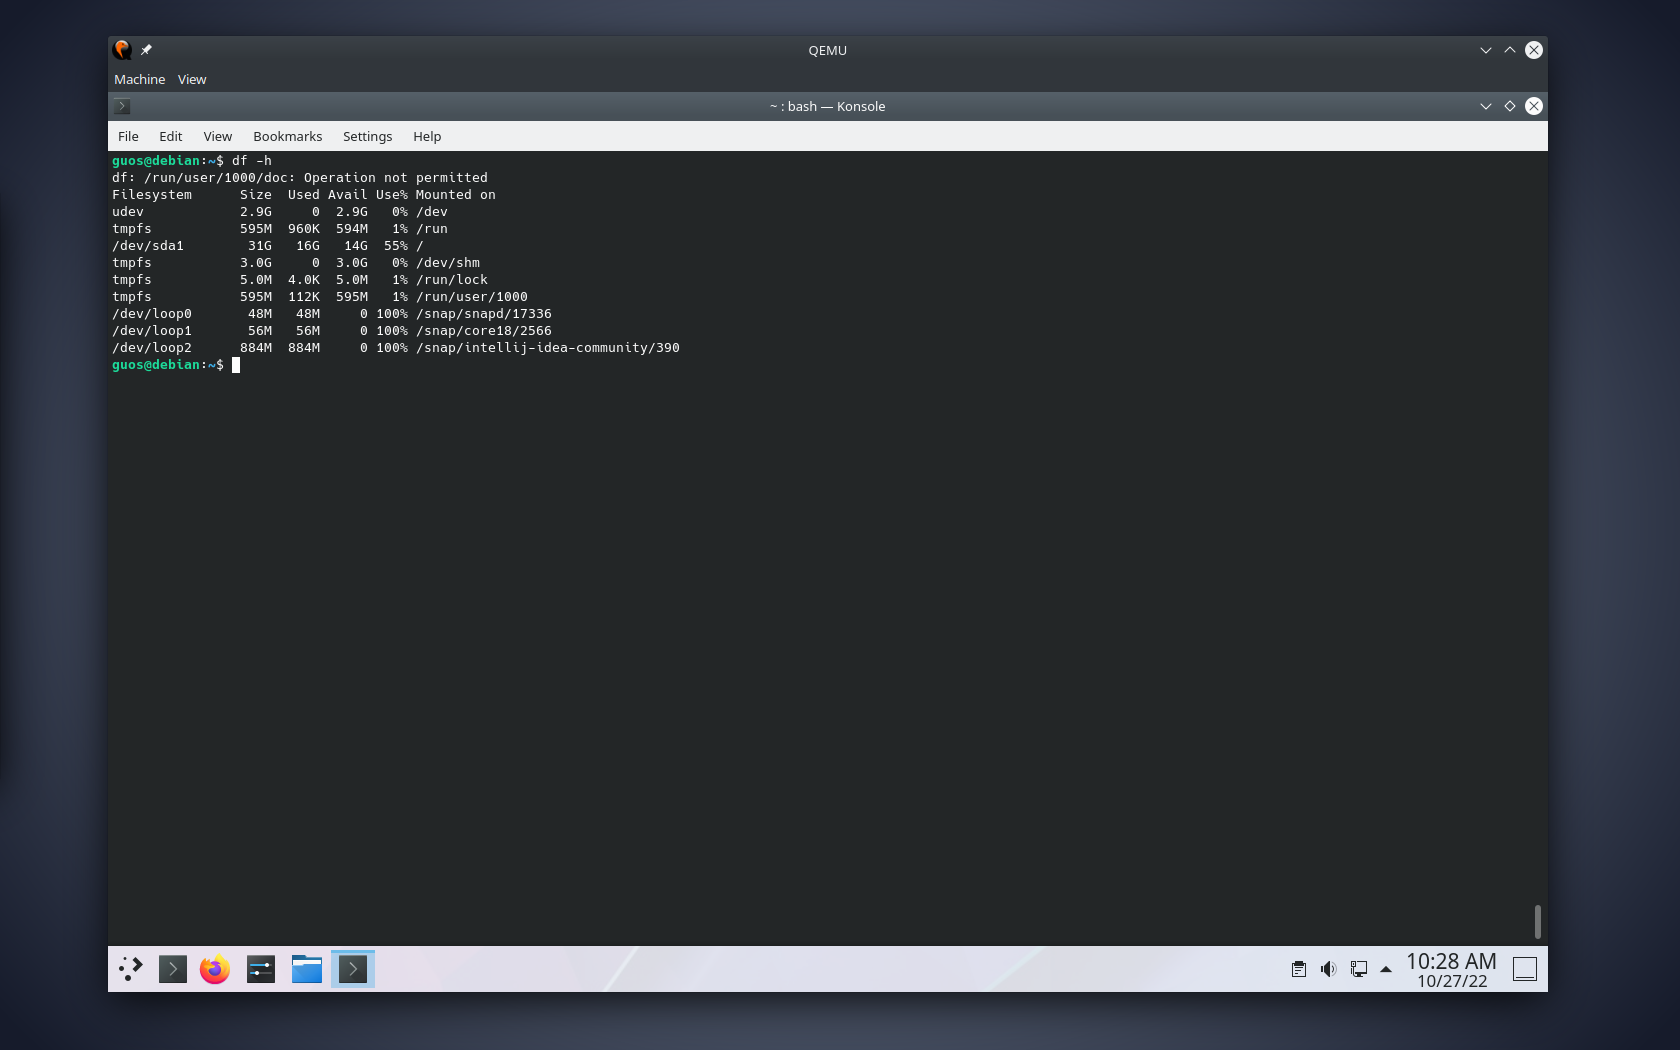 QEMU
Machine View
~ : bash — Konsole
File Edit View Bookmarks Settings Help
guos@debian:~$ df -h
df: /run/user/1000/doc: Operation not permitted
Filesystem      Size  Used Avail Use% Mounted on
udev            2.9G     0  2.9G   0% /dev
tmpfs           595M  960K  594M   1% /run
/dev/sda1        31G   16G   14G  55% /
tmpfs           3.0G     0  3.0G   0% /dev/shm
tmpfs           5.0M  4.0K  5.0M   1% /run/lock
tmpfs           595M  112K  595M   1% /run/user/1000
/dev/loop0       48M   48M     0 100% /snap/snapd/17336
/dev/loop1       56M   56M     0 100% /snap/core18/2566
/dev/loop2      884M  884M     0 100% /snap/intellij-idea-community/390
guos@debian:~$
10:28 AM
10/27/22